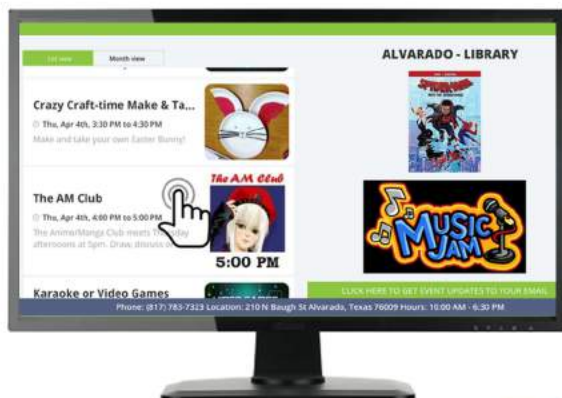 List view
Month view
Crazy Craft-time Make & Ta...
Thu, Apr 4th, 3:30 PM to 4:30 PM
Make and take your own Easter Bunny!
The AM Club
Thu, Apr 4th, 4:00 PM to 5:00 PM
The Anime/Manga Club meets Thursday
afternoons at 5pm. Draw, discuss
The AM Club
5:00 PM
Karaoke or Video Games
ALVARADO - LIBRARY
SPIDER-MAN
MUSIC
JAM
CLICK HERE TO GET EVENT UPDATES TO YOUR EMAIL
Phone: (817) 783-7323 Location: 210 N Baugh St Alvarado, Texas 76009 Hours: 10:00 AM - 6:30 PM